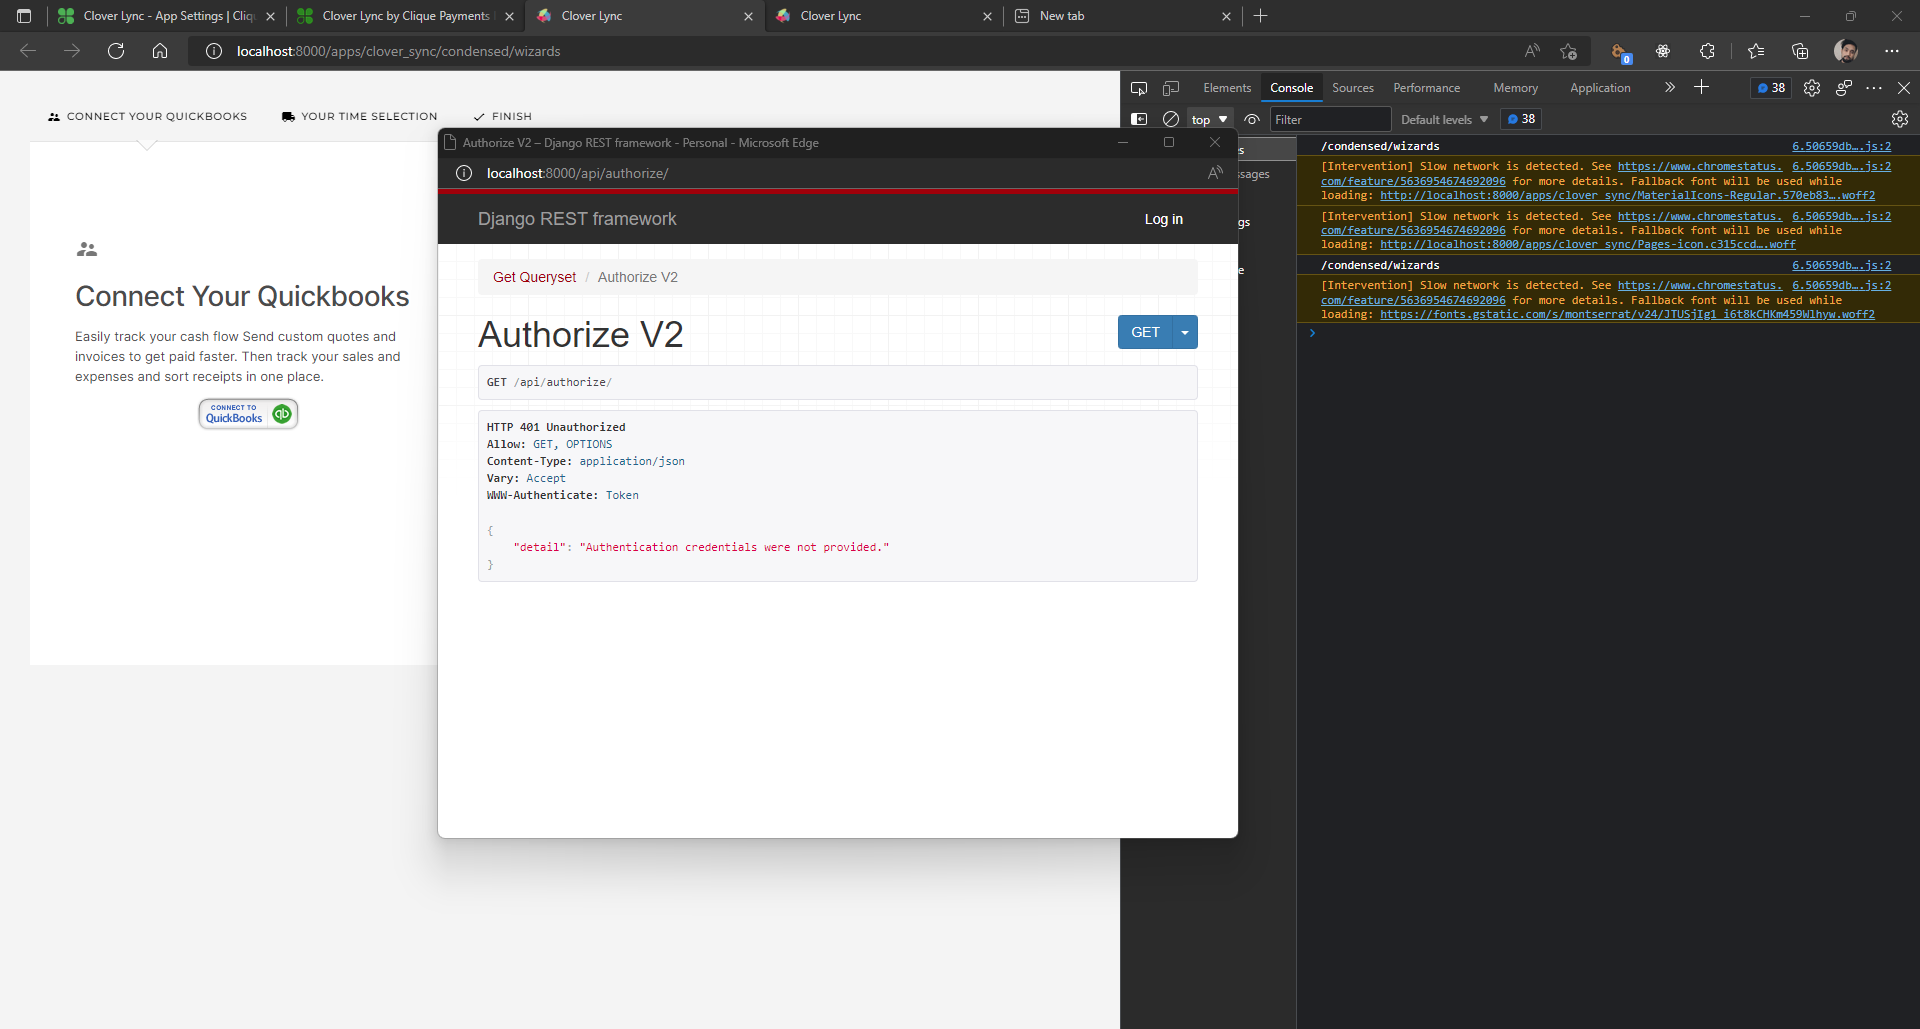 Clover Lync - App Settings | Cliq
Clover Lync by Clique Payments
Clover Lync
Clover Lync
New tab
localhost:8000/apps/clover_sync/condensed/wizards
0
CONNECT YOUR QUICKBOOKS
YOUR TIME SELECTION
FINISH
Connect Your Quickbooks
Easily track your cash flow Send custom quotes and
invoices to get paid faster. Then track your sales and
expenses and sort receipts in one place.
CONNECT TO
QuickBooks
qb
Authorize V2 – Django REST framework - Personal - Microsoft Edge
localhost:8000/api/authorize/
Django REST framework
Log in
Get Queryset / Authorize V2
Authorize V2
GET
GET /api/authorize/
HTTP 401 Unauthorized
Allow: GET, OPTIONS
Content-Type: application/json
Vary: Accept
WWW-Authenticate: Token
{
"detail": "Authentication credentials were not provided."
}
Elements
Console
Sources
Performance
Memory
Application
38
top
Filter
Default levels
38
s
sages
gs
e
/condensed/wizards 6.50659db….js:2
[Intervention] Slow network is detected. See https://www.chromestatus. 6.50659db….js:2
com/feature/5636954674692096 for more details. Fallback font will be used while
loading: http://localhost:8000/apps/clover_sync/MaterialIcons-Regular.570eb83….woff2
[Intervention] Slow network is detected. See https://www.chromestatus. 6.50659db….js:2
com/feature/5636954674692096 for more details. Fallback font will be used while
loading: http://localhost:8000/apps/clover_sync/Pages-icon.c315ccd….woff
/condensed/wizards 6.50659db….js:2
[Intervention] Slow network is detected. See https://www.chromestatus. 6.50659db….js:2
com/feature/5636954674692096 for more details. Fallback font will be used while
loading: https://fonts.gstatic.com/s/montserrat/v24/JTUSjIg1_i6t8kCHKm459Wlhyw.woff2